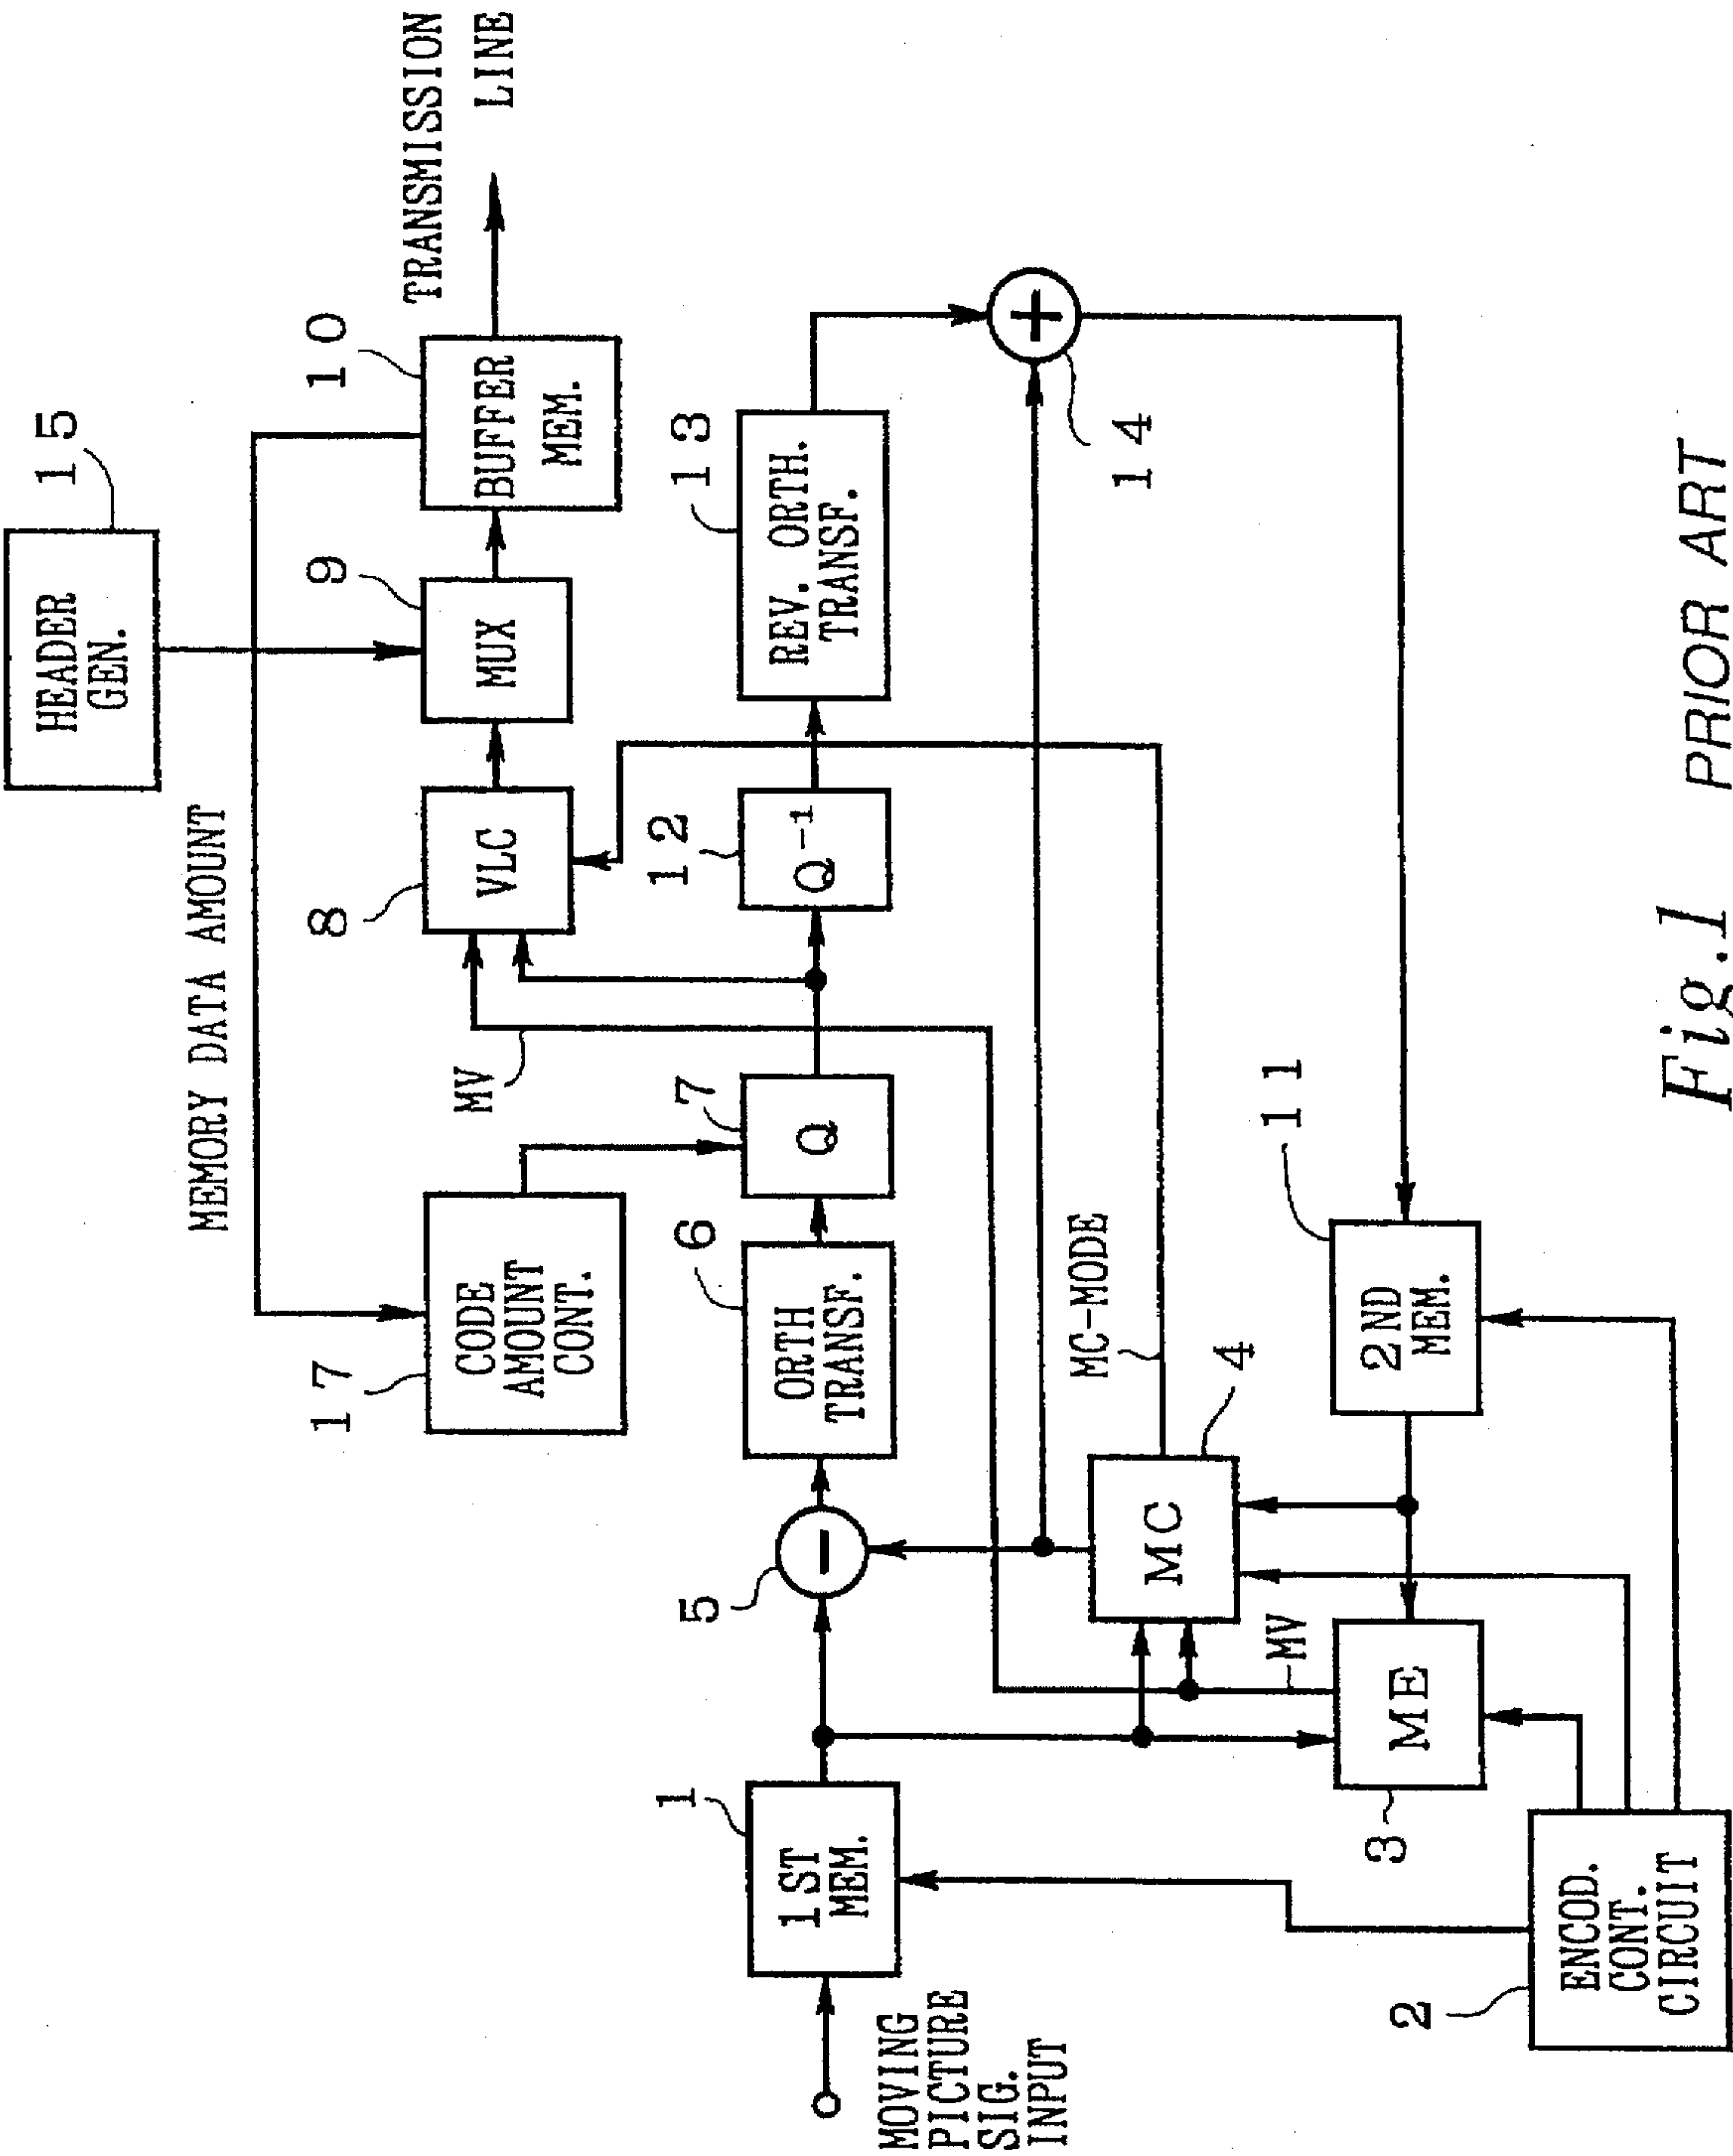 HEADER
GEN.
15
MEMORY DATA AMOUNT
TRANSMISSION
LINE
17
CODE
AMOUNT
CONT.
8
VLC
9
MUX
10
BUFFER
MEM.
MV
MOVING
PICTURE
SIG.
INPUT
1
1ST
MEM.
5
−
6
ORTH
TRANSF.
7
Q
12
Q⁻¹
13
REV. ORTH.
TRANSF.
14
+
MC-MODE
MC
4
MV
ME
3
2ND
MEM.
11
2
ENCOD.
CONT.
CIRCUIT
Fig.1 PRIOR ART